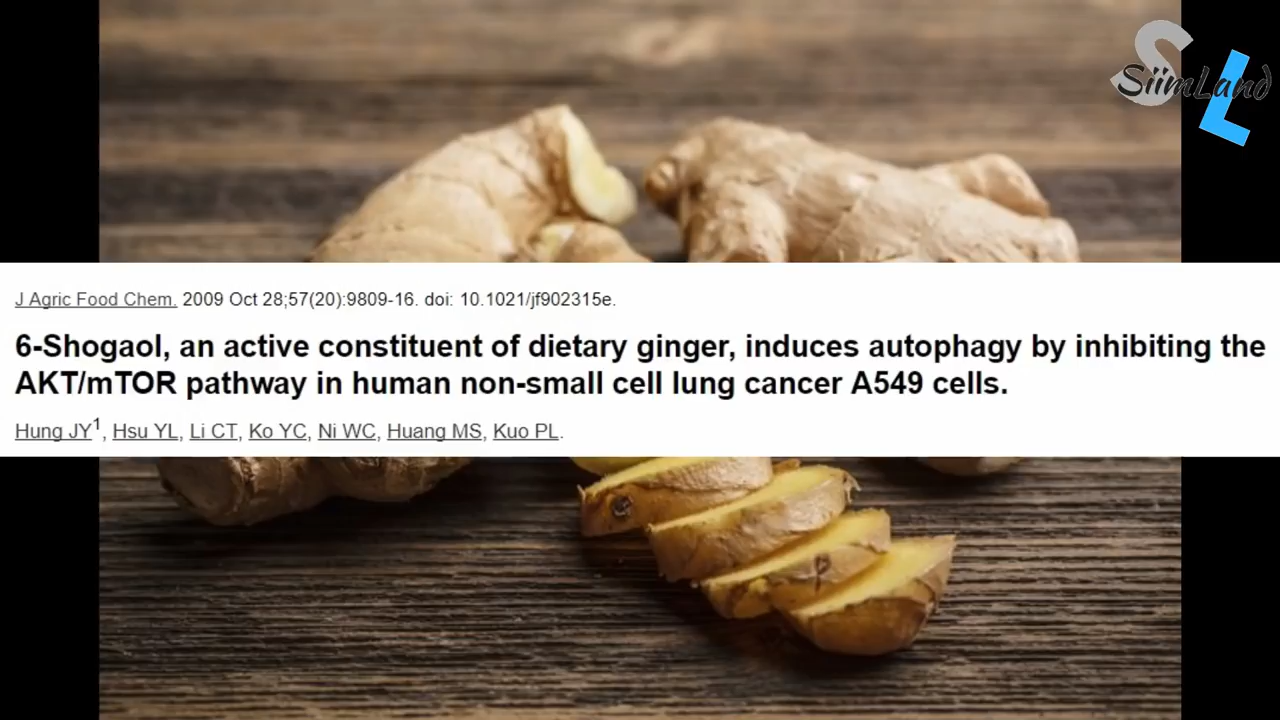 SiimLand
J Agric Food Chem. 2009 Oct 28;57(20):9809-16. doi: 10.1021/jf902315e.
6-Shogaol, an active constituent of dietary ginger, induces autophagy by inhibiting the
AKT/mTOR pathway in human non-small cell lung cancer A549 cells.
Hung JY1, Hsu YL, Li CT, Ko YC, Ni WC, Huang MS, Kuo PL.